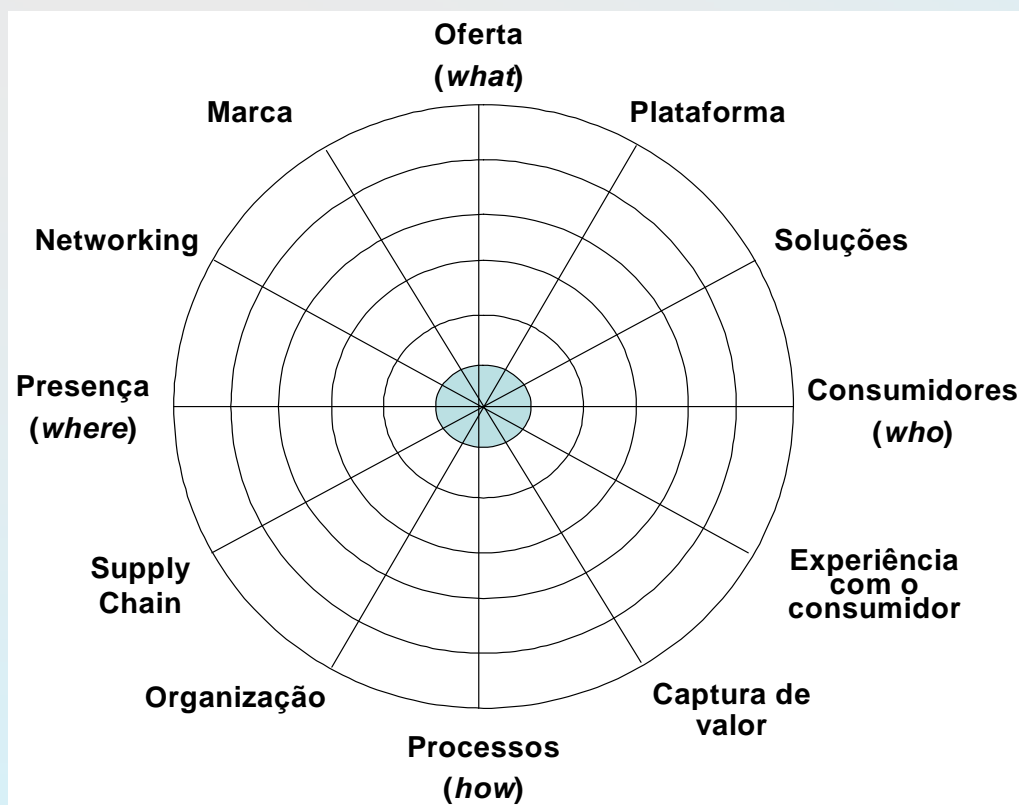 Oferta
(what)
Marca
Plataforma
Networking
Soluções
Presença
(where)
Consumidores
(who)
Supply
Chain
Experiência
com o
consumidor
Organização
Captura de
valor
Processos
(how)